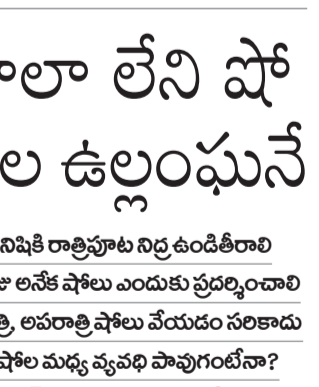 లా లేని షో
ల ఉల్లంఘనే
నిషికి రాత్రిపూట నిద్ర ఉండితీరాలి
అనేక షోలు ఎందుకు ప్రదర్శించాలి
త్రి, అపరాత్రి షోలు వేయడం సరికాదు
షోల మధ్య వ్యవధి పావుగంటేనా?